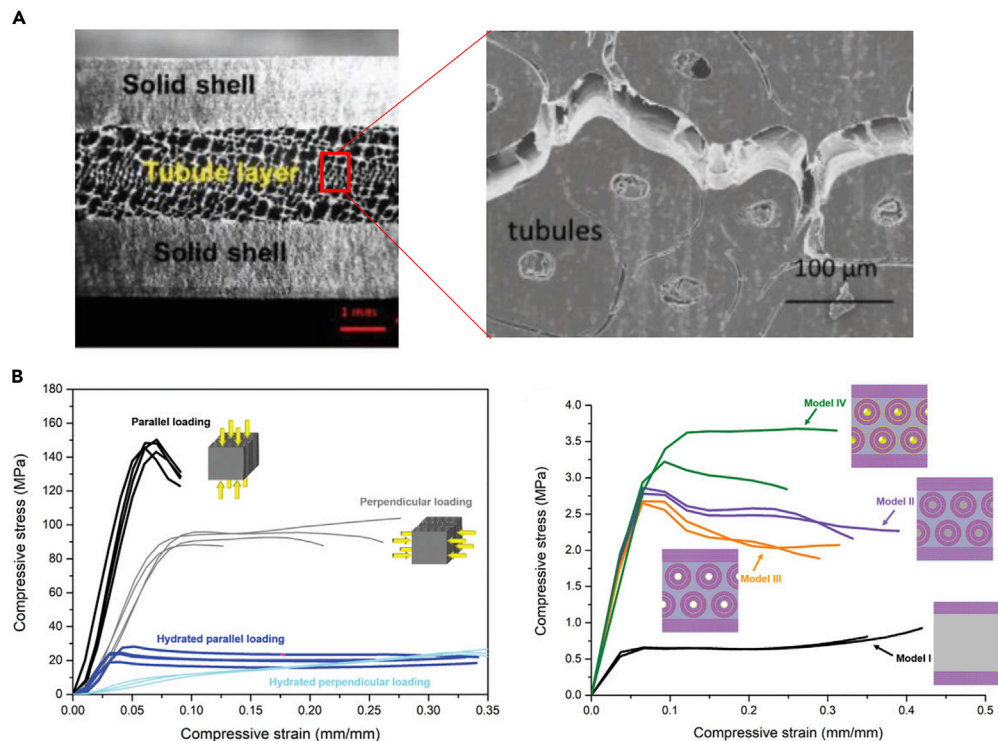 A
Solid shell
Tubule layer
Solid shell
1 mm
tubules
100 µm
B
Compressive stress (MPa)
180
160
140
120
100
80
60
40
20
0
Parallel loading
Perpendicular loading
Hydrated parallel loading
Hydrated perpendicular loading
0.00 0.05 0.10 0.15 0.20 0.25 0.30 0.35
Compressive strain (mm/mm)
Compressive stress (MPa)
4.0
3.5
3.0
2.5
2.0
1.5
1.0
0.5
0.0
Model IV
Model II
Model III
Model I
0.0 0.1 0.2 0.3 0.4 0.5
Compressive strain (mm/mm)